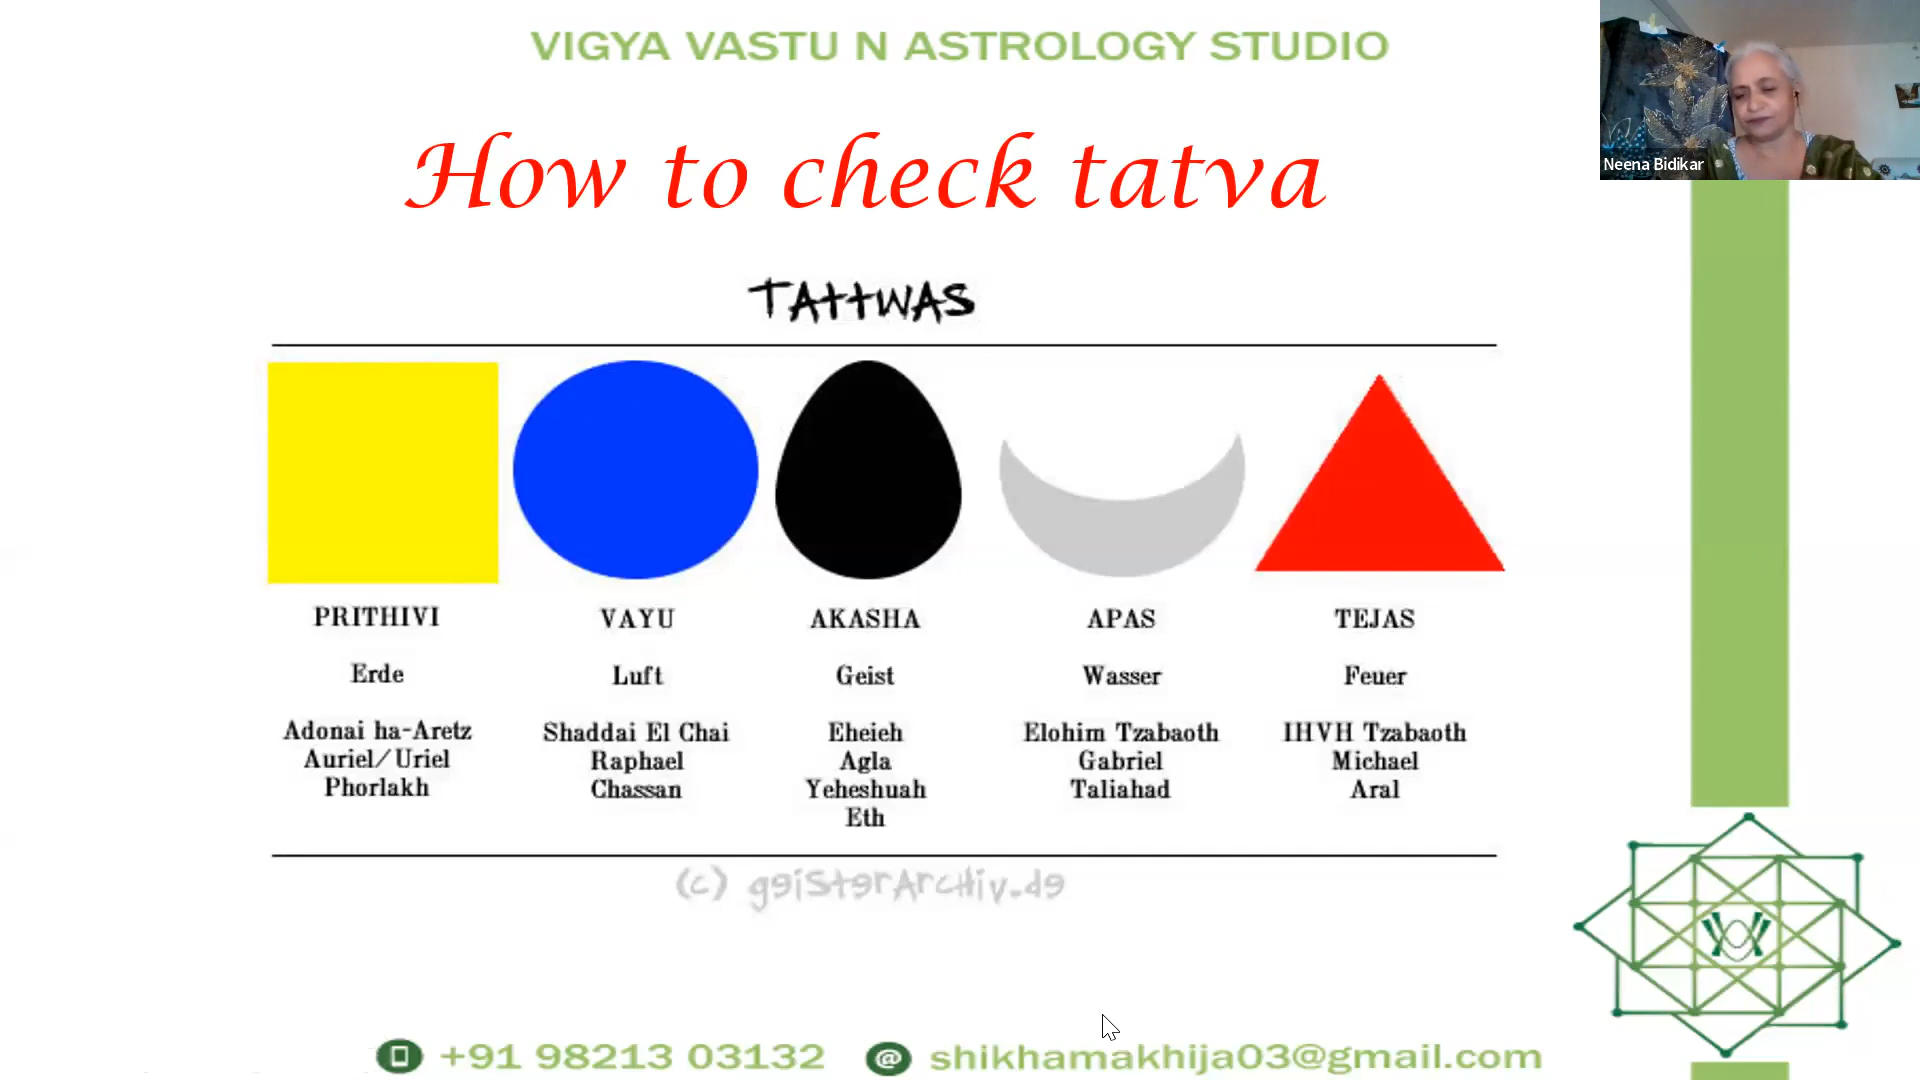 VIGYA VASTU N ASTROLOGY STUDIO
Neena Bidikar
How to check tatva
TAttWAS
PRITHIVI VAYU AKASHA APAS TEJAS
Erde Luft Geist Wasser Feuer
Adonai ha-Aretz Shaddai El Chai Eheieh Elohim Tzabaoth IHVH Tzabaoth
Auriel/Uriel Raphael Agla Gabriel Michael
Phorlakh Chassan Yeheshuah Taliahad Aral
Eth
(c) geisterarchiv.de
+91 98213 03132 @ shikhamakhija03@gmail.com